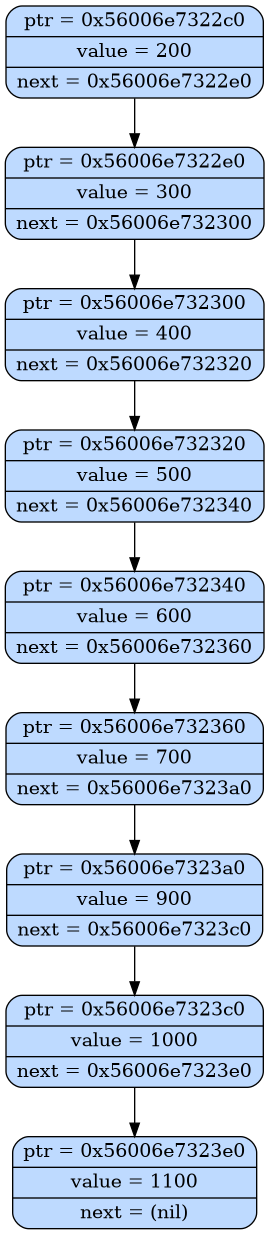 ptr = 0x56006e7322c0
value = 200
next = 0x56006e7322e0
ptr = 0x56006e7322e0
value = 300
next = 0x56006e732300
ptr = 0x56006e732300
value = 400
next = 0x56006e732320
ptr = 0x56006e732320
value = 500
next = 0x56006e732340
ptr = 0x56006e732340
value = 600
next = 0x56006e732360
ptr = 0x56006e732360
value = 700
next = 0x56006e7323a0
ptr = 0x56006e7323a0
value = 900
next = 0x56006e7323c0
ptr = 0x56006e7323c0
value = 1000
next = 0x56006e7323e0
ptr = 0x56006e7323e0
value = 1100
next = (nil)